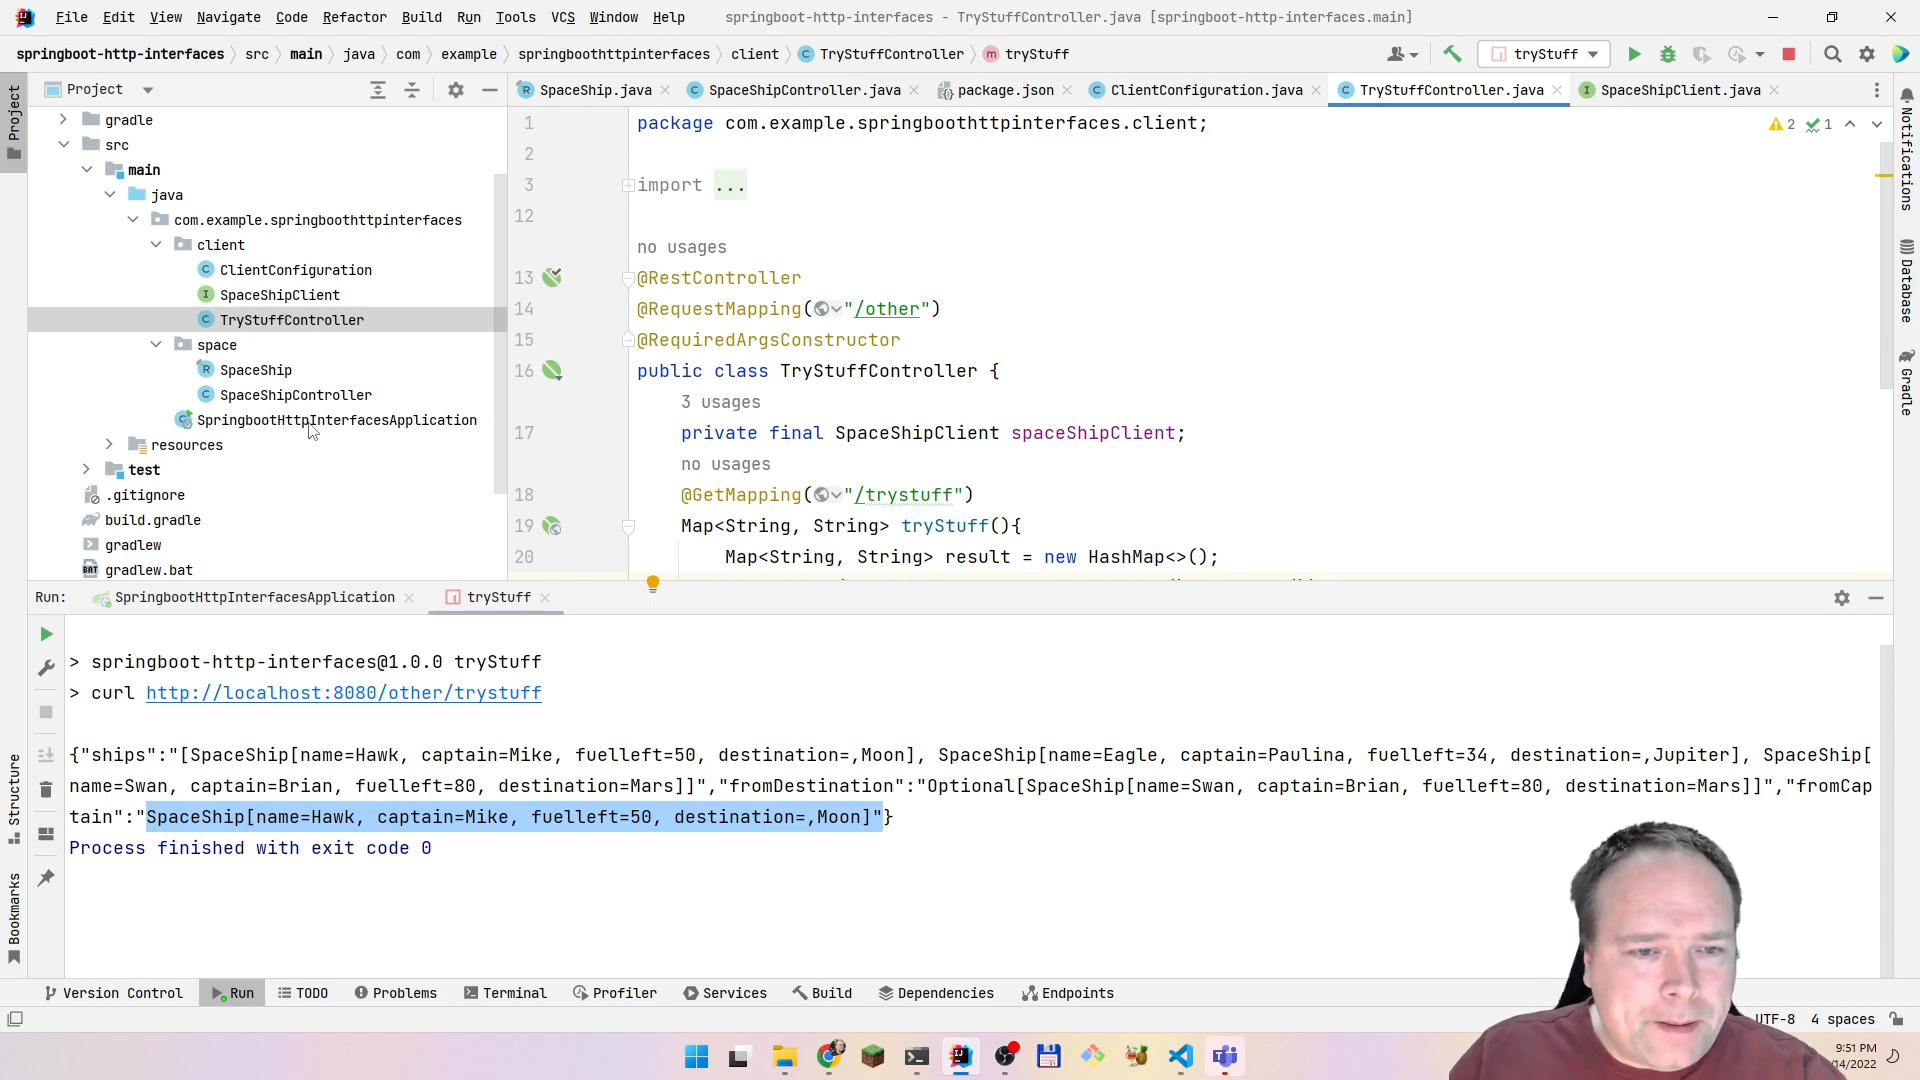 File Edit View Navigate Code Refactor Build Run Tools VCS Window Help springboot-http-interfaces - TryStuffController.java [springboot-http-interfaces.main]
springboot-http-interfaces src main java com example springboothttpinterfaces client TryStuffController tryStuff tryStuff
Project
SpaceShip.java SpaceShipController.java package.json ClientConfiguration.java TryStuffController.java SpaceShipClient.java
Project
gradle
src
main
java
com.example.springboothttpinterfaces
client
ClientConfiguration
SpaceShipClient
TryStuffController
space
SpaceShip
SpaceShipController
SpringbootHttpInterfacesApplication
resources
test
.gitignore
build.gradle
gradlew
gradlew.bat
1 package com.example.springboothttpinterfaces.client;
2
3 import ...
12
no usages
13 @RestController
14 @RequestMapping("/other")
15 @RequiredArgsConstructor
16 public class TryStuffController {
3 usages
17 private final SpaceShipClient spaceShipClient;
no usages
18 @GetMapping("/trystuff")
19 Map<String, String> tryStuff(){
20 Map<String, String> result = new HashMap<>();
2 1
Notifications
Database
Gradle
Run: SpringbootHttpInterfacesApplication tryStuff
> springboot-http-interfaces@1.0.0 tryStuff
> curl http://localhost:8080/other/trystuff
{"ships":"[SpaceShip[name=Hawk, captain=Mike, fuelleft=50, destination=,Moon], SpaceShip[name=Eagle, captain=Paulina, fuelleft=34, destination=,Jupiter], SpaceShip[
name=Swan, captain=Brian, fuelleft=80, destination=Mars]]","fromDestination":"Optional[SpaceShip[name=Swan, captain=Brian, fuelleft=80, destination=Mars]]","fromCap
tain":"SpaceShip[name=Hawk, captain=Mike, fuelleft=50, destination=,Moon]"}
Process finished with exit code 0
Structure
Bookmarks
Version Control Run TODO Problems Terminal Profiler Services Build Dependencies Endpoints
UTF-8 4 spaces
9:51 PM
/14/2022